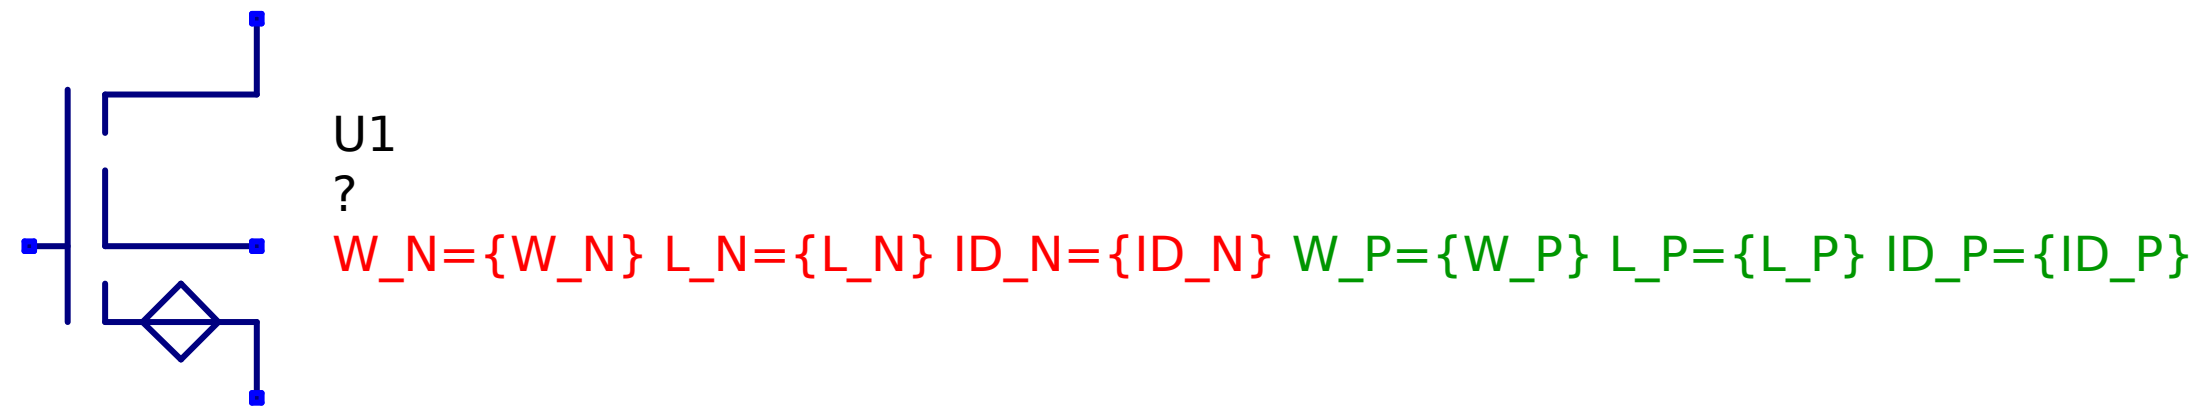 U1
?
W_N={W_N} L_N={L_N} ID_N={ID_N} W_P={W_P} L_P={L_P} ID_P={ID_P}